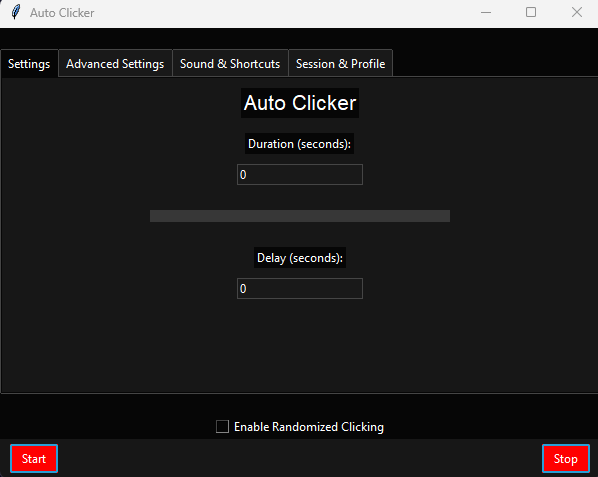 Auto Clicker
Settings Advanced Settings Sound & Shortcuts Session & Profile
Auto Clicker
Duration (seconds):
0
Delay (seconds):
0
Enable Randomized Clicking
Start Stop